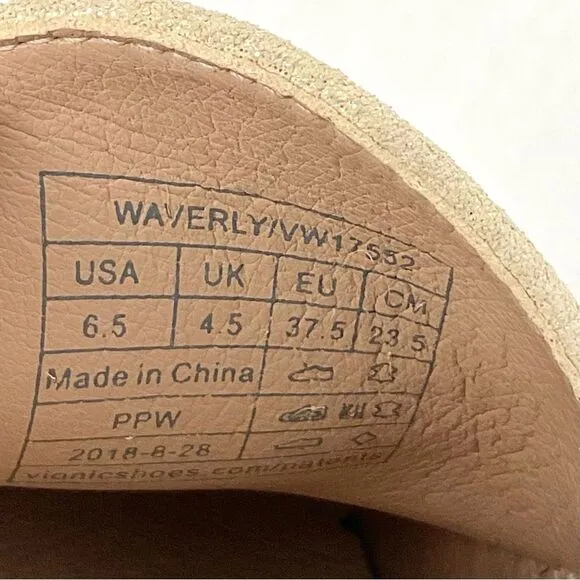 WAVERLY/VW17552
USA UK EU CM
6.5 4.5 37.5 23.5
Made in China
PPW
2018-8-28
vionicshoes.com/patents